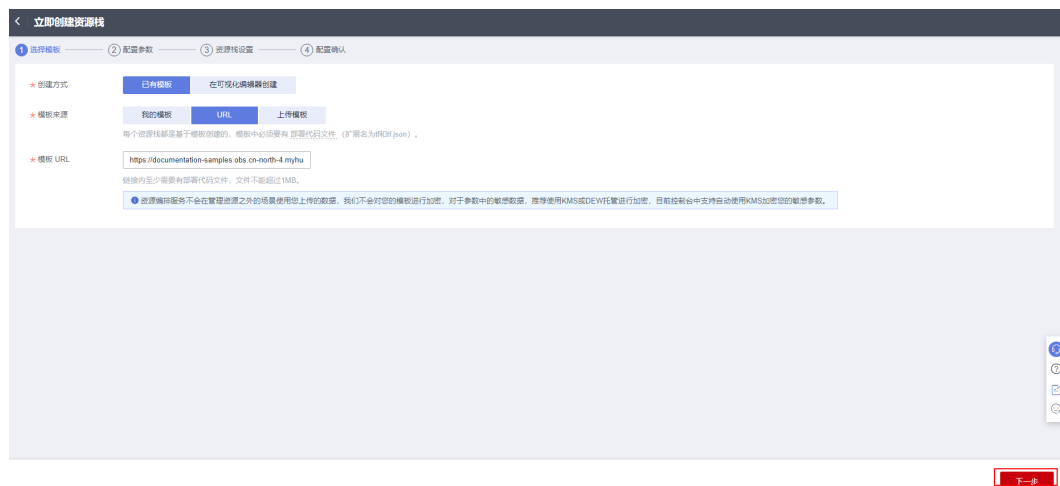 立即创建资源栈
1 选择模板 2 配置参数 3 资源栈设置 4 配置确认
* 创建方式 已有模板 在可视化编辑器创建
* 模板来源 我的模板 URL 上传模板
每个资源栈都是基于模板创建的，模板中必须要有 部署代码文件（扩展名为tf和tf.json）。
* 模板 URL https://documentation-samples.obs.cn-north-4.myhu
链接内至少需要有部署代码文件，文件不能超过1MB。
资源编排服务不会在管理资源之外的场景使用您上传的数据，我们不会对您的模板进行加密，对于参数中的敏感数据，推荐使用KMS或DEW托管进行加密，目前控制台中支持自动使用KMS加密您的敏感参数。
下一步